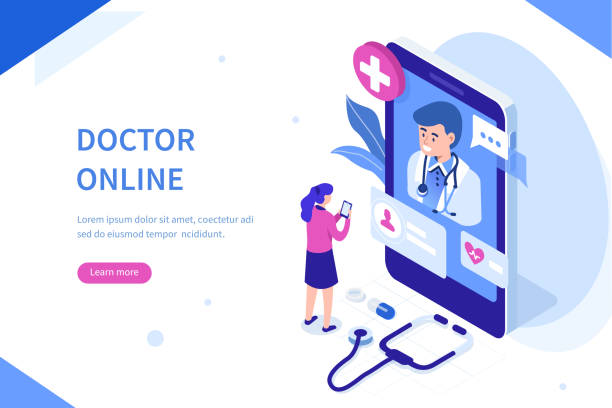 DOCTOR
ONLINE
Lorem ipsum dolor sit amet, coectetur adi
sed do eiusmod tempor ncididunt.
Learn more